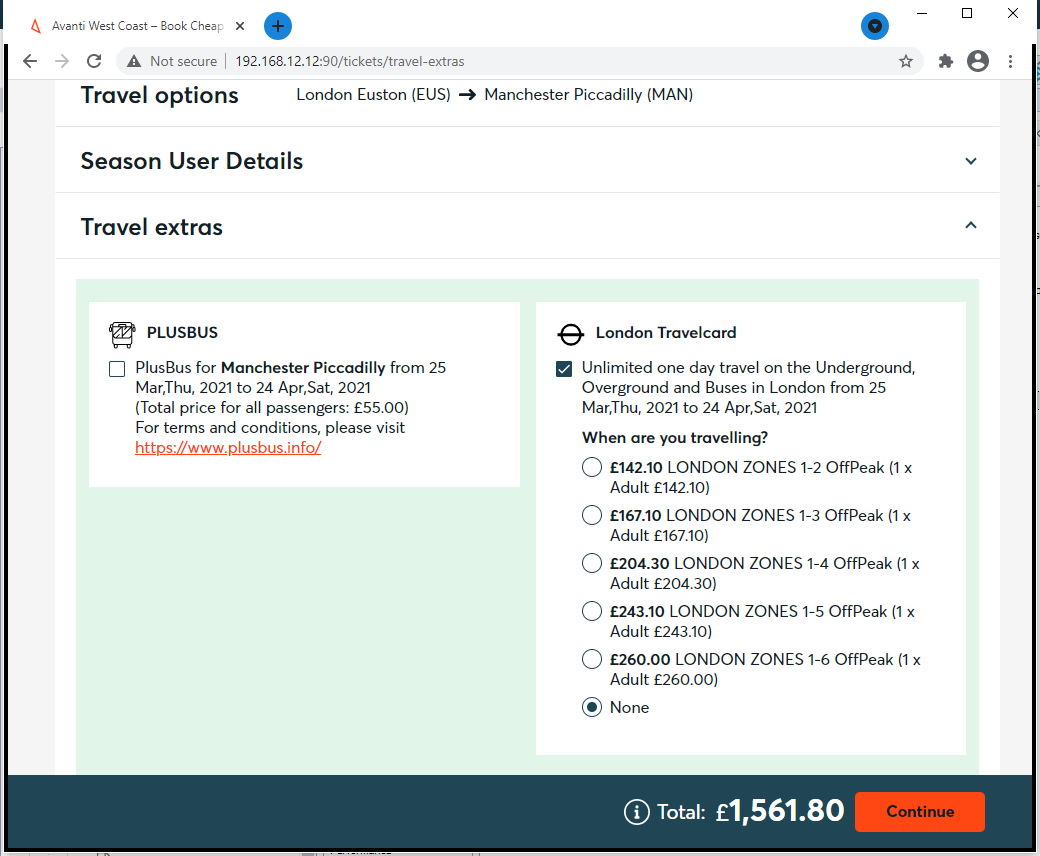 Avanti West Coast – Book Cheap
Not secure
192.168.12.12:90/tickets/travel-extras
Travel options
London Euston (EUS) → Manchester Piccadilly (MAN)
Season User Details
Travel extras
PLUSBUS
PlusBus for Manchester Piccadilly from 25
Mar,Thu, 2021 to 24 Apr,Sat, 2021
(Total price for all passengers: £55.00)
For terms and conditions, please visit
https://www.plusbus.info/
London Travelcard
Unlimited one day travel on the Underground,
Overground and Buses in London from 25
Mar,Thu, 2021 to 24 Apr,Sat, 2021
When are you travelling?
£142.10 LONDON ZONES 1-2 OffPeak (1 x
Adult £142.10)
£167.10 LONDON ZONES 1-3 OffPeak (1 x
Adult £167.10)
£204.30 LONDON ZONES 1-4 OffPeak (1 x
Adult £204.30)
£243.10 LONDON ZONES 1-5 OffPeak (1 x
Adult £243.10)
£260.00 LONDON ZONES 1-6 OffPeak (1 x
Adult £260.00)
None
Total: £1,561.80
Continue